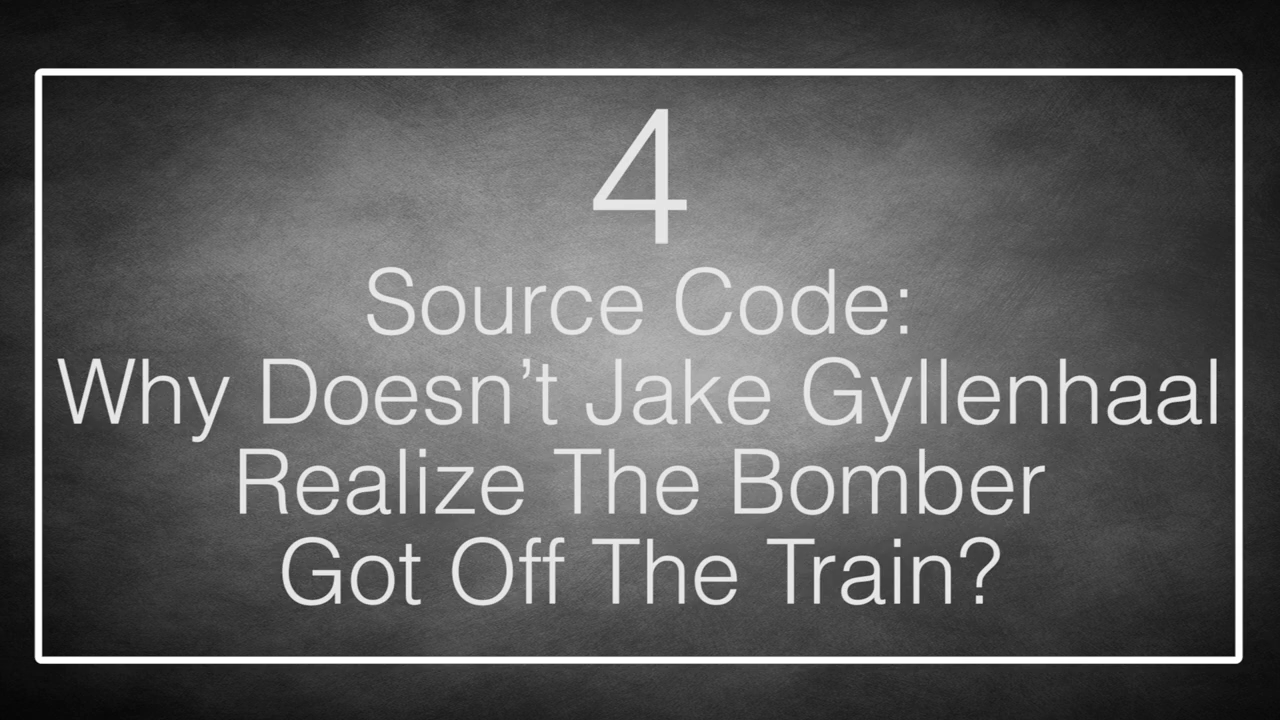 4
Source Code:
Why Doesn’t Jake Gyllenhaal
Realize The Bomber
Got Off The Train?